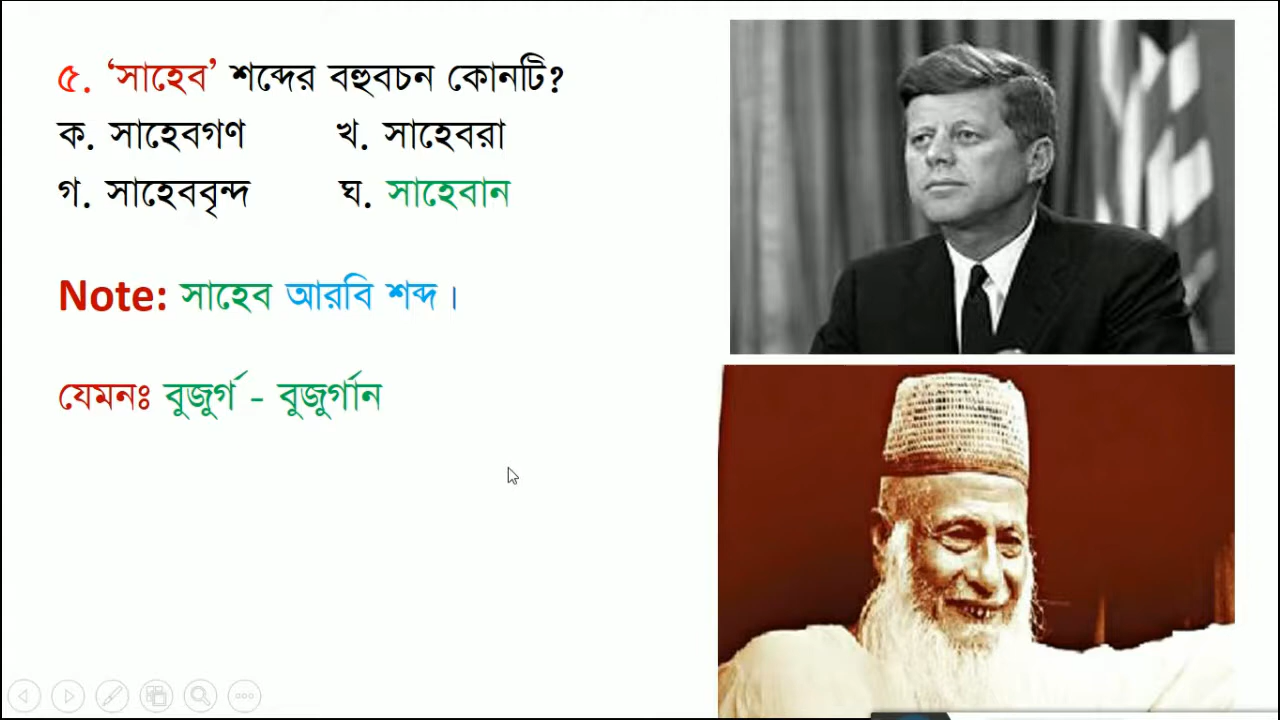 ৫. ‘সাহেব’ শব্দের বহুবচন কোনটি?
ক. সাহেবগণ খ. সাহেবরা
গ. সাহেববৃন্দ ঘ. সাহেবান
Note: সাহেব আরবি শব্দ।
যেমনঃ বুজুর্গ - বুজুর্গান